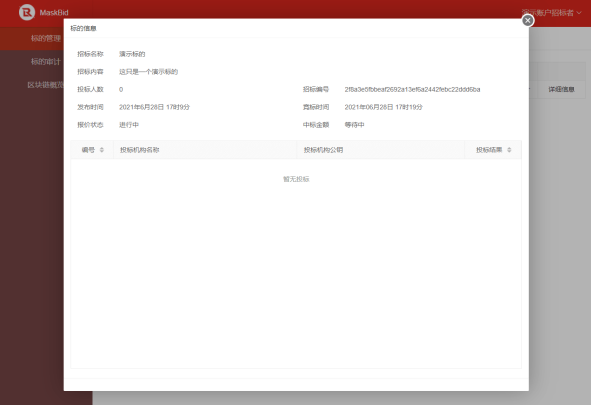 MaskBid
演示账户招标者
标的管理
标的审计
区块链概览
详细信息
标的信息
招标名称 演示标的
招标内容 这只是一个演示标的
投标人数 0 招标编号 2f8a3e5fbbeaf2692a13ef6a2442febc22ddd6ba
发布时间 2021年6月28日 17时9分 竞标时间 2021年06月28日 17时19分
报价状态 进行中 中标金额 等待中
编号 投标机构名称 投标机构公钥 投标结果
暂无投标